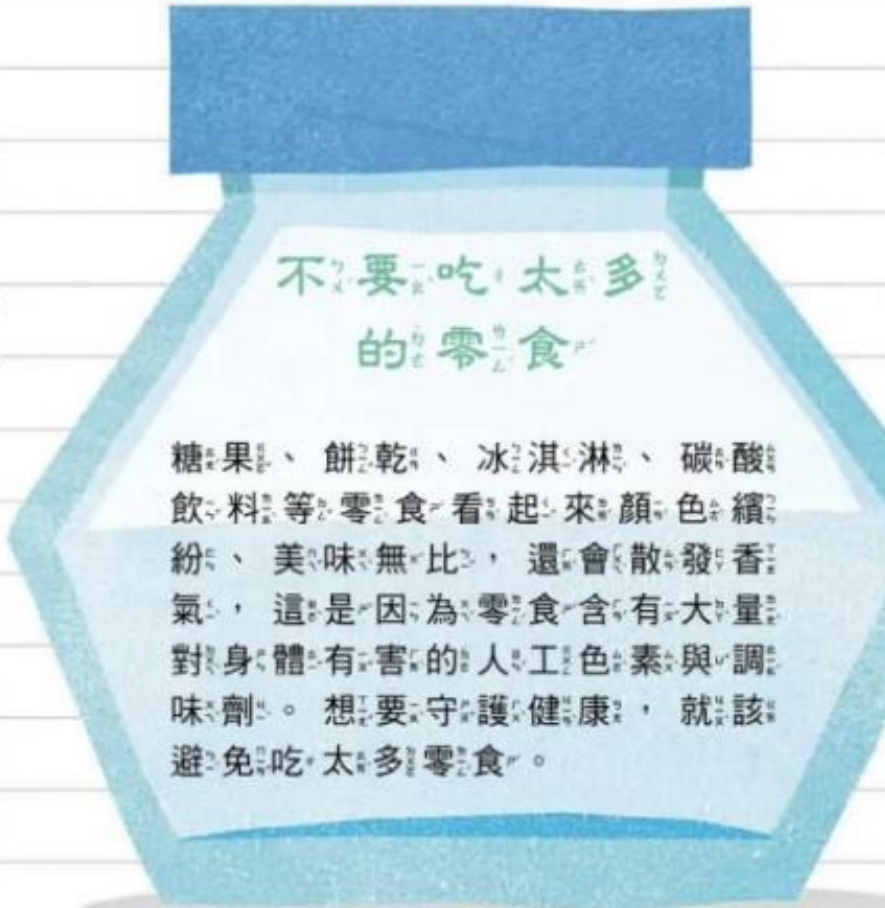 不要吃太多
的零食
糖果、餅乾、冰淇淋、碳酸
飲料等零食看起來顏色繽
紛、美味無比，還會散發香
氣，這是因為零食含有大量
對身體有害的人工色素與調
味劑。想要守護健康，就該
避免吃太多零食。